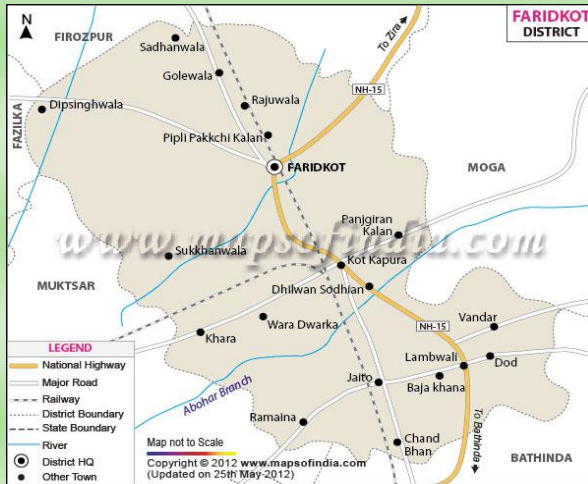 FARIDKOT
DISTRICT
N
FIROZPUR
Sadhanwala
To Zira
Golewala
NH-15
Dipsinghwala
Rajuwala
FAZILKA
Pipli Pakkchi Kalan
FARIDKOT
MOGA
Panjgiran
Kalan
www.mapsofindia.com
Sukkhanwala
Kot Kapura
MUKTSAR
Dhilwan Sodhian
Wara Dwarka
Vandar
NH-15
Khara
LEGEND
National Highway
Major Road
Railway
District Boundary
State Boundary
River
District HQ
Other Town
Lambwali
Dod
Jaito
Baja khana
Abohar Branch
Ramaina
To Bathinda
Chand
Bhan
BATHINDA
Map not to Scale
Copyright © 2012 www.mapsofindia.com
(Updated on 25th May-2012)